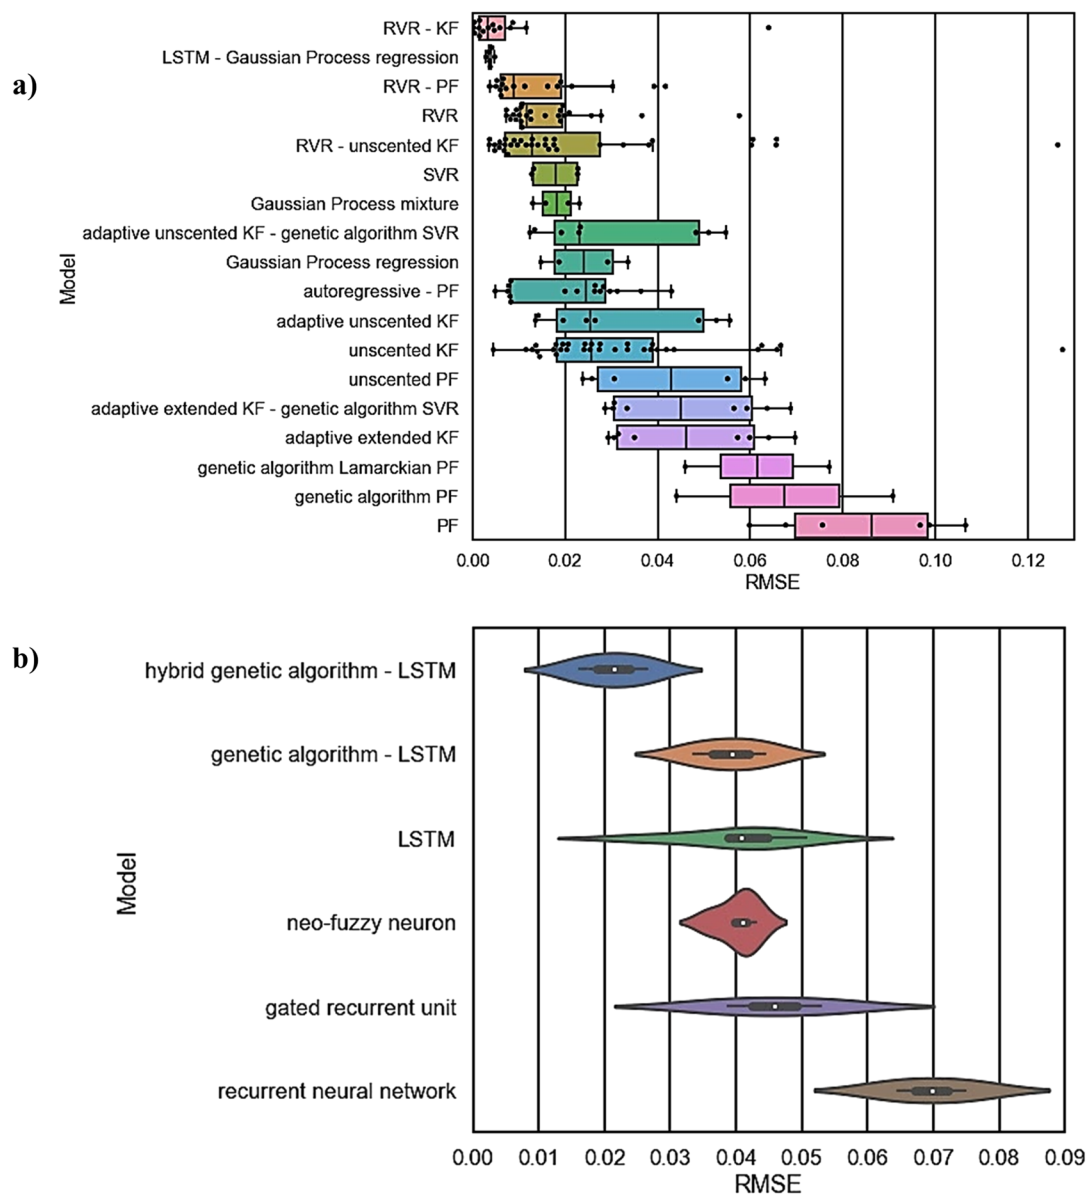 a)
Model
RVR - KF
LSTM - Gaussian Process regression
RVR - PF
RVR
RVR - unscented KF
SVR
Gaussian Process mixture
adaptive unscented KF - genetic algorithm SVR
Gaussian Process regression
autoregressive - PF
adaptive unscented KF
unscented KF
unscented PF
adaptive extended KF - genetic algorithm SVR
adaptive extended KF
genetic algorithm Lamarckian PF
genetic algorithm PF
PF
0.00 0.02 0.04 0.06 0.08 0.10 0.12
RMSE
b)
Model
hybrid genetic algorithm - LSTM
genetic algorithm - LSTM
LSTM
neo-fuzzy neuron
gated recurrent unit
recurrent neural network
0.00 0.01 0.02 0.03 0.04 0.05 0.06 0.07 0.08 0.09
RMSE